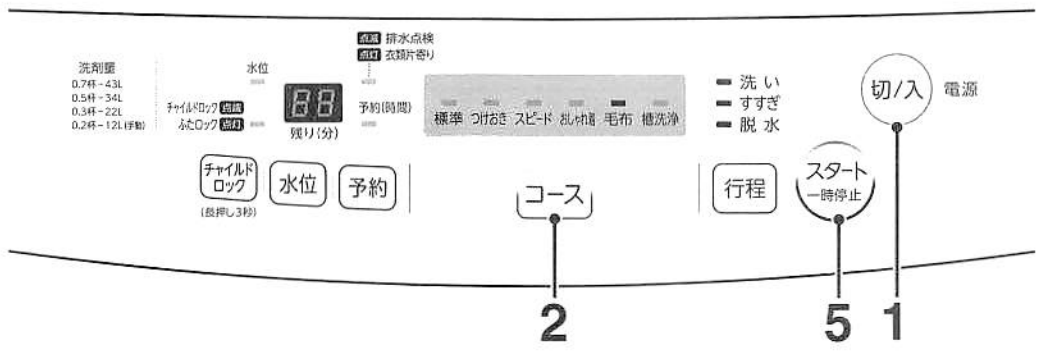 点滅 排水点検
点灯 衣類片寄り
洗剤量
0.7杯-43L
0.5杯-34L
0.3杯-22L
0.2杯-12L(手動)
水位
チャイルドロック 点滅
ふたロック 点灯
88
残り(分)
予約(時間)
標準 つけおき スピード おしゃれ着 毛布 槽洗浄
洗い
すすぎ
脱水
切/入 電源
チャイルド
ロック
(長押し3秒)
水位
予約
コース
行程
スタート
一時停止
2
5
1